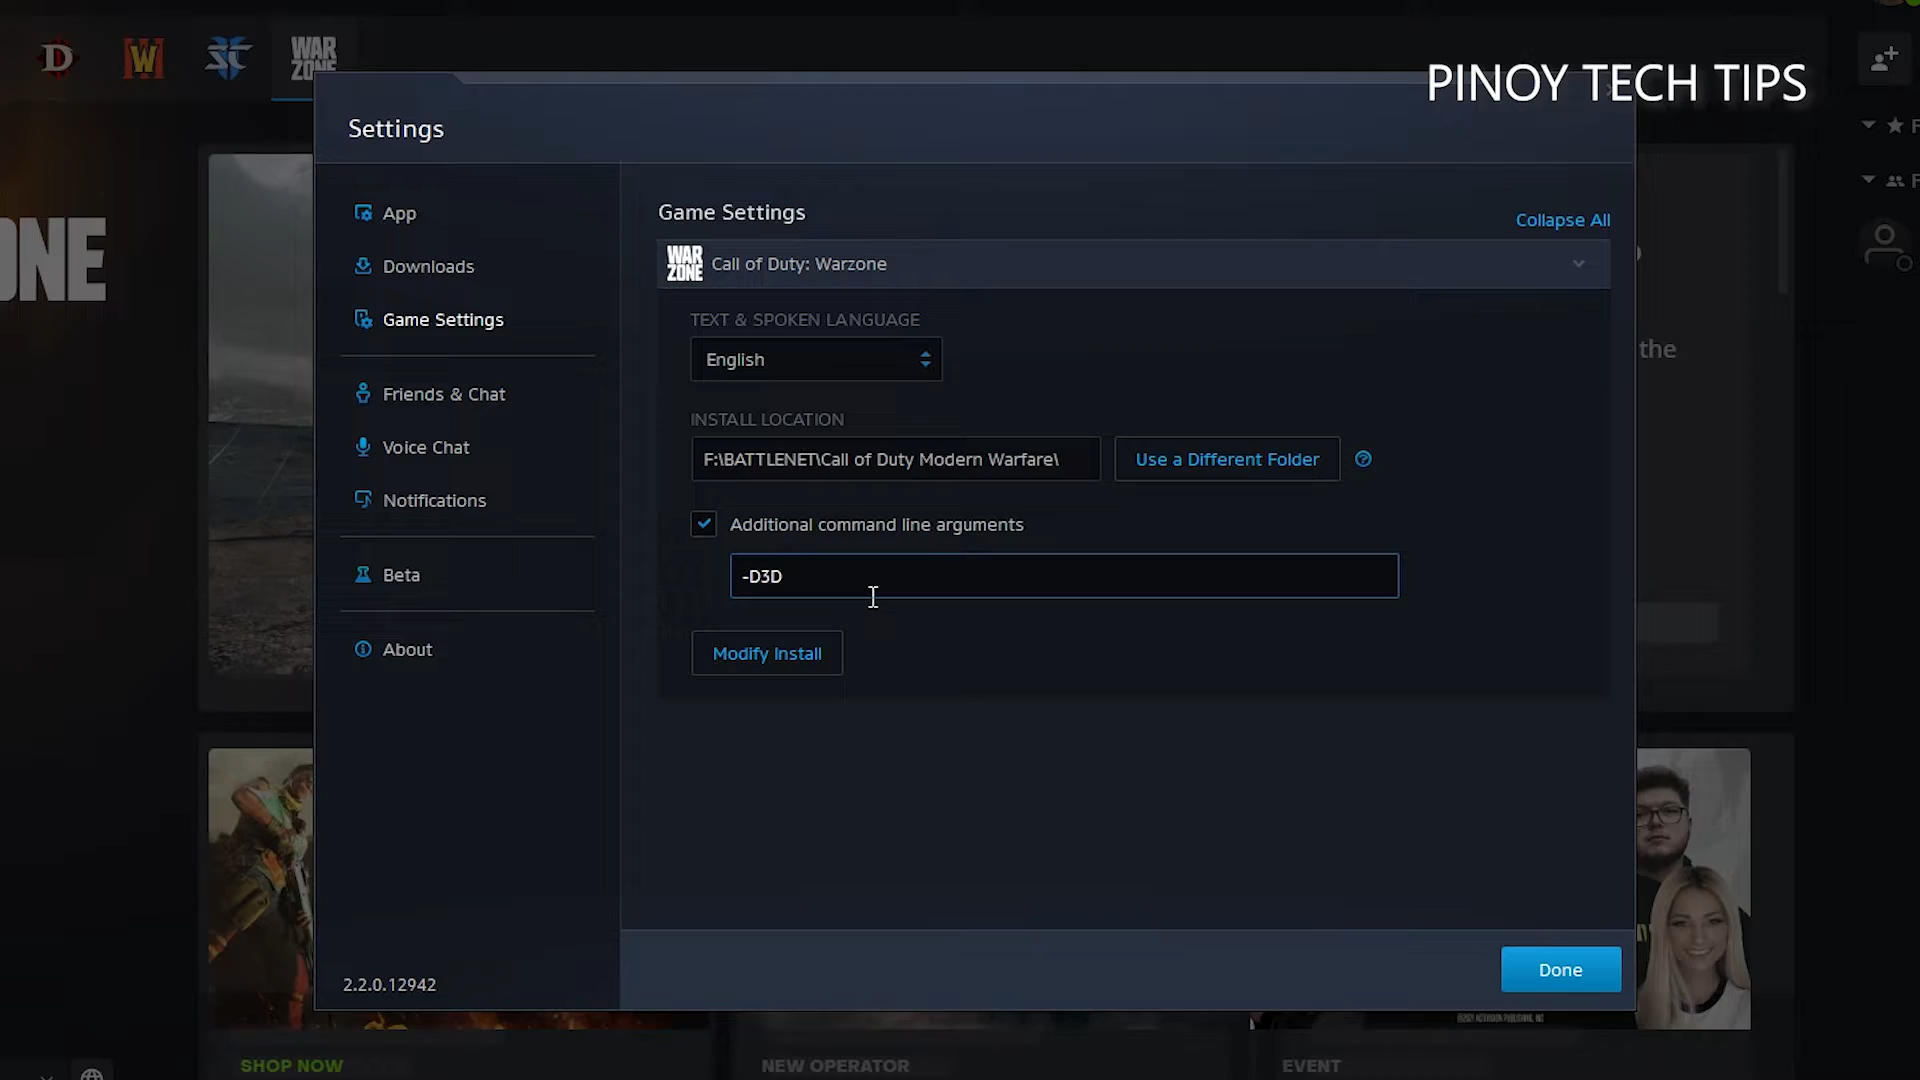 D
W
SC
WAR
ZONE
PINOY TECH TIPS
Settings
App
Downloads
Game Settings
Friends & Chat
Voice Chat
Notifications
Beta
About
2.2.0.12942
Game Settings
Collapse All
WAR
ZONE
Call of Duty: Warzone
TEXT & SPOKEN LANGUAGE
English
INSTALL LOCATION
F:\BATTLENET\Call of Duty Modern Warfare\
Use a Different Folder
Additional command line arguments
-D3D
Modify Install
Done
ONE
F
F
the
SHOP NOW
NEW OPERATOR
EVENT